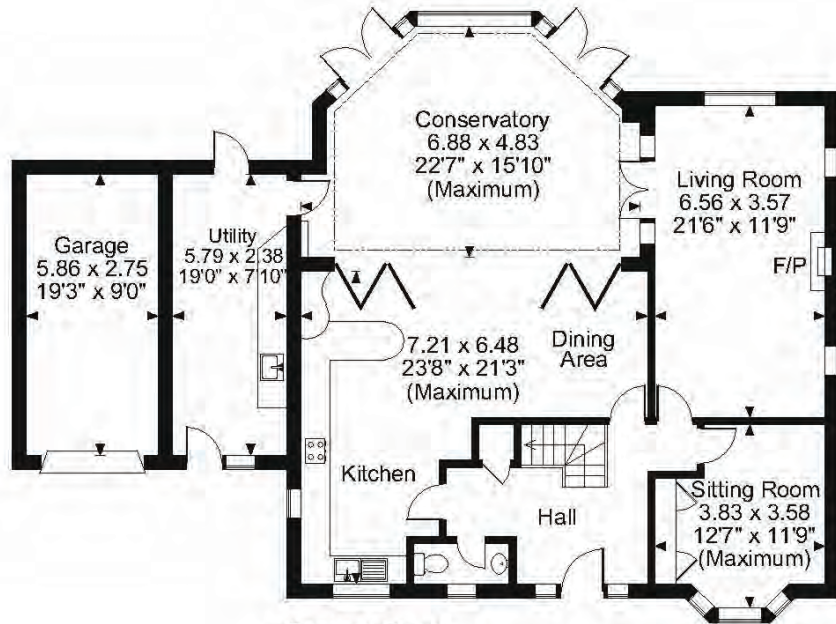 Conservatory
6.88 x 4.83
22'7" x 15'10"
(Maximum)
Living Room
6.56 x 3.57
21'6" x 11'9"
F/P
Garage
5.86 x 2.75
19'3" x 9'0"
Utility
5.79 x 2.38
19'0" x 7'10"
7.21 x 6.48
23'8" x 21'3"
(Maximum)
Dining
Area
Kitchen
Hall
Sitting Room
3.83 x 3.58
12'7" x 11'9"
(Maximum)